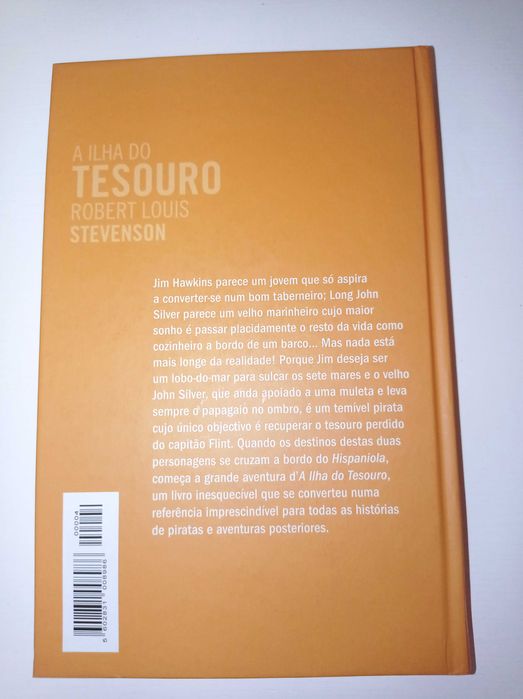 A ILHA DO
TESOURO
ROBERT LOUIS
STEVENSON
Jim Hawkins parece um jovem que só aspira
a converter-se num bom taberneiro; Long John
Silver parece um velho marinheiro cujo maior
sonho é passar placidamente o resto da vida como
cozinheiro a bordo de um barco... Mas nada está
mais longe da realidade! Porque Jim deseja ser
um lobo-do-mar para sulcar os sete mares e o velho
John Silver, que anda apoiado a uma muleta e leva
sempre o papagaio no ombro, é um temível pirata
cujo único objectivo é recuperar o tesouro perdido
do capitão Flint. Quando os destinos destas duas
personagens se cruzam a bordo do Hispaniola,
começa a grande aventura d'A Ilha do Tesouro,
um livro inesquecível que se converteu numa
referência imprescindível para todas as histórias
de piratas e aventuras posteriores.
00004
5 602831 008986